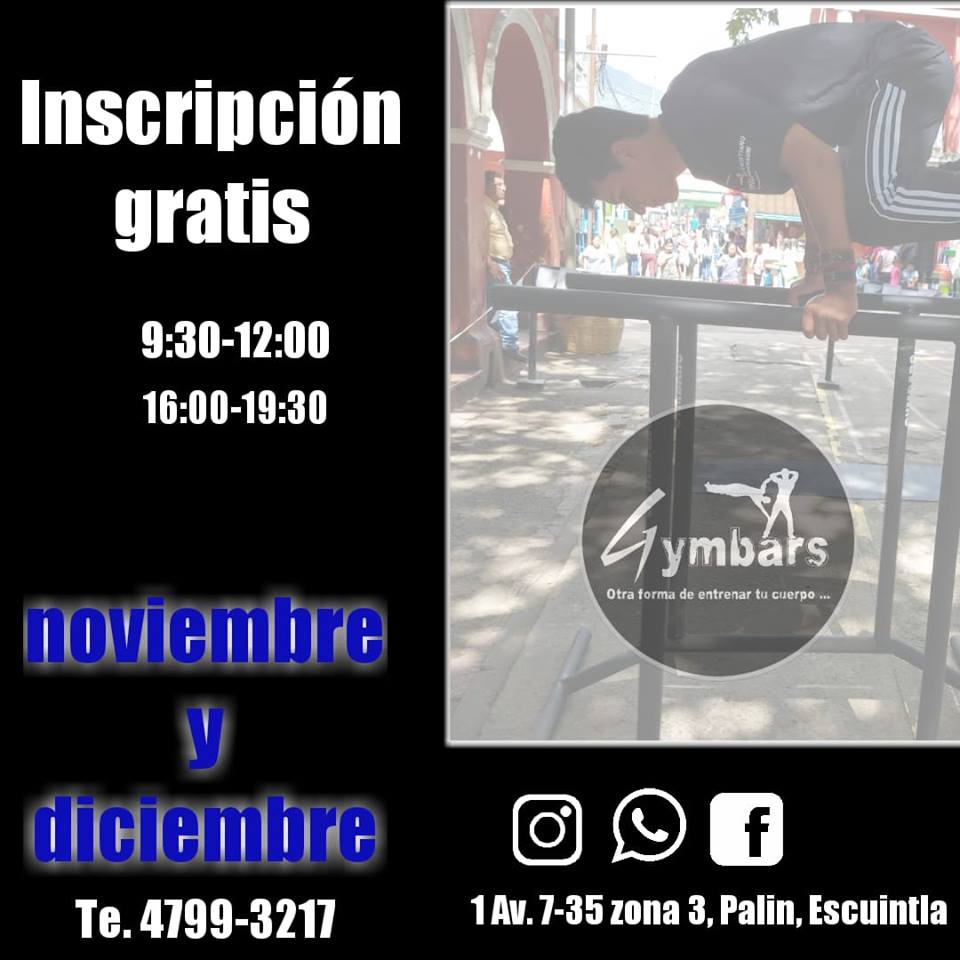 Inscripción
gratis
9:30-12:00
16:00-19:30
noviembre
y
diciembre
Te. 4799-3217
Gymbars
Otra forma de entrenar tu cuerpo ...
1 Av. 7-35 zona 3, Palin, Escuintla